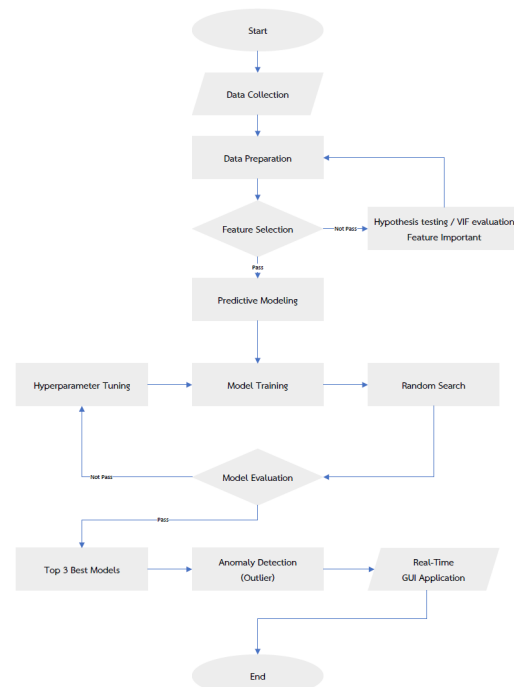 Start
Data Collection
Data Preparation
Feature Selection
Not Pass
Hypothesis testing / VIF evaluation
Feature Important
Pass
Predictive Modeling
Hyperparameter Tuning
Model Training
Random Search
Model Evaluation
Not Pass
Pass
Top 3 Best Models
Anomaly Detection
(Outlier)
Real-Time
GUI Application
End